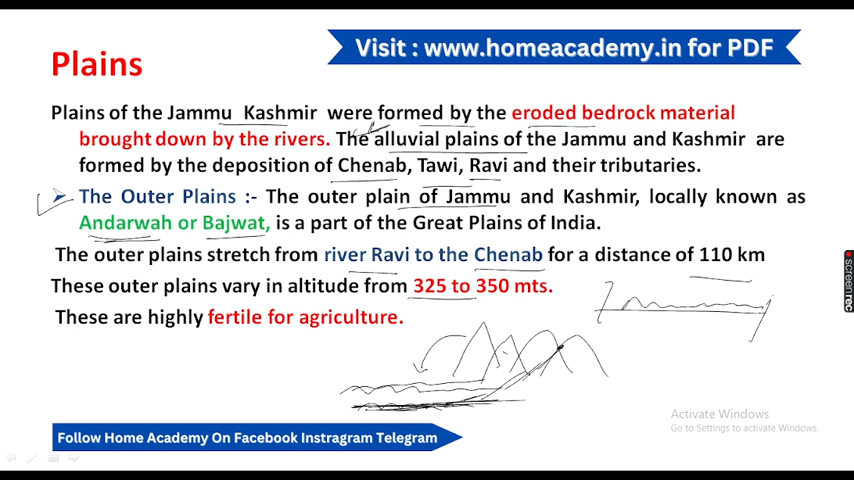 Visit : www.homeacademy.in for PDF
Plains
Plains of the Jammu Kashmir were formed by the eroded bedrock material
brought down by the rivers. The alluvial plains of the Jammu and Kashmir are
formed by the deposition of Chenab, Tawi, Ravi and their tributaries.
The Outer Plains :- The outer plain of Jammu and Kashmir, locally known as
Andarwah or Bajwat, is a part of the Great Plains of India.
The outer plains stretch from river Ravi to the Chenab for a distance of 110 km
These outer plains vary in altitude from 325 to 350 mts.
These are highly fertile for agriculture.
screenrec
Activate Windows
Go to Settings to activate Windows.
Follow Home Academy On Facebook Instragram Telegram